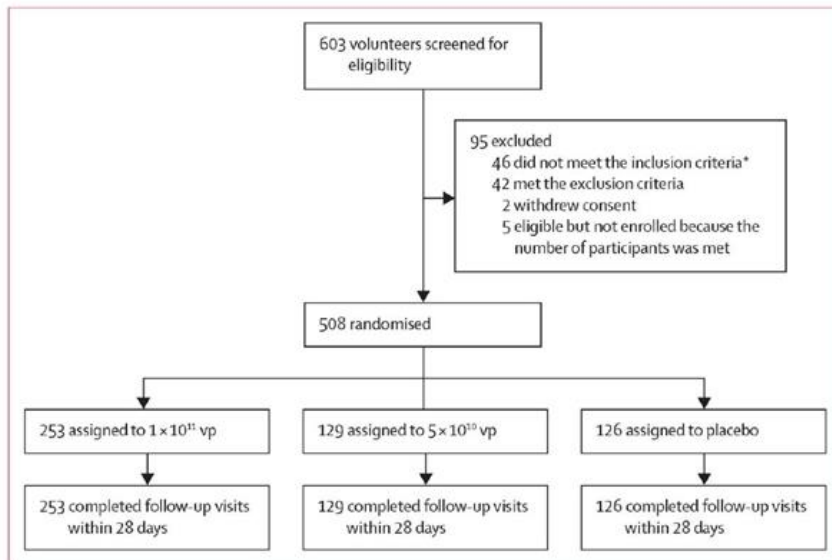 603 volunteers screened for
eligibility
95 excluded
46 did not meet the inclusion criteria*
42 met the exclusion criteria
2 withdrew consent
5 eligible but not enrolled because the
number of participants was met
508 randomised
253 assigned to 1 × 10¹¹ vp
129 assigned to 5 × 10¹⁰ vp
126 assigned to placebo
253 completed follow-up visits
within 28 days
129 completed follow-up visits
within 28 days
126 completed follow-up visits
within 28 days